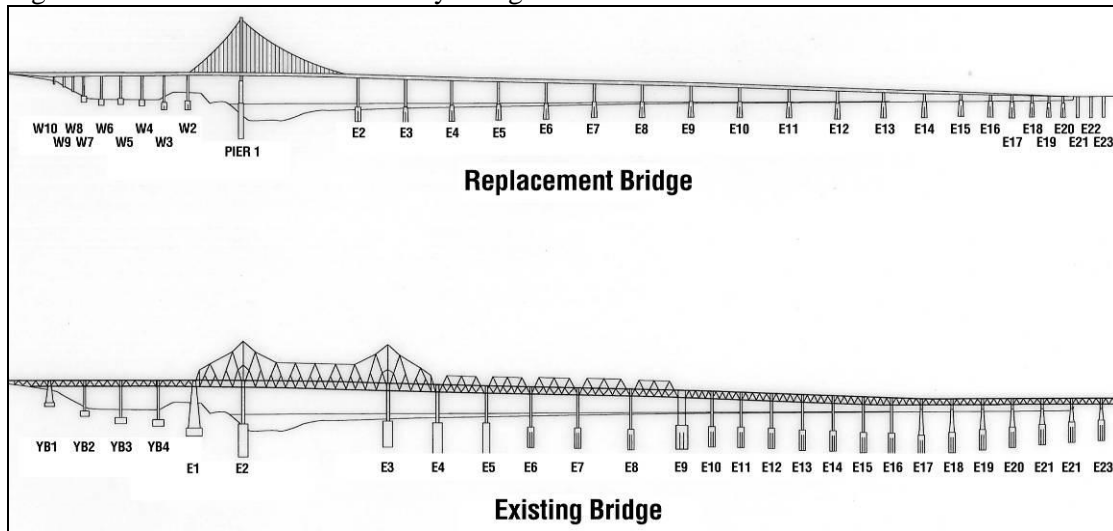 W10 W8 W6 W4 W2 E2 E3 E4 E5 E6 E7 E8 E9 E10 E11 E12 E13 E14 E15 E16 E18 E20 E22
W9 W7 W5 W3 E17 E19 E21 E23
PIER 1
Replacement Bridge
YB1 YB2 YB3 YB4 E1 E2 E3 E4 E5 E6 E7 E8 E9 E10 E11 E12 E13 E14 E15 E16 E17 E18 E19 E20 E21 E21 E23
Existing Bridge